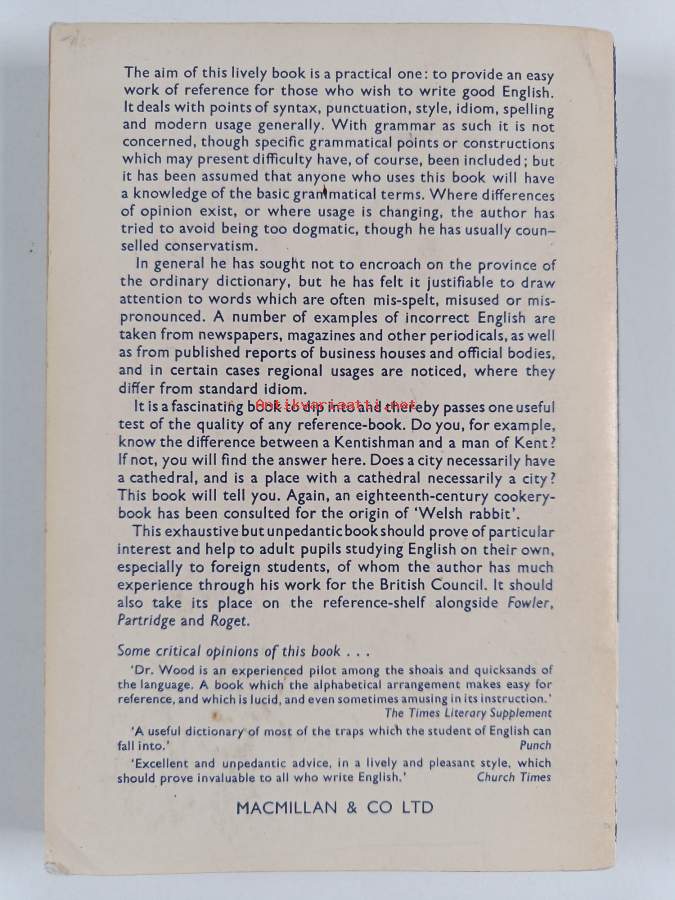 The aim of this lively book is a practical one: to provide an easy
work of reference for those who wish to write good English.
It deals with points of syntax, punctuation, style, idiom, spelling
and modern usage generally. With grammar as such it is not
concerned, though specific grammatical points or constructions
which may present difficulty have, of course, been included; but
it has been assumed that anyone who uses this book will have
a knowledge of the basic grammatical terms. Where differences
of opinion exist, or where usage is changing, the author has
tried to avoid being too dogmatic, though he has usually coun-
selled conservatism.
In general he has sought not to encroach on the province of
the ordinary dictionary, but he has felt it justifiable to draw
attention to words which are often mis-spelt, misused or mis-
pronounced. A number of examples of incorrect English are
taken from newspapers, magazines and other periodicals, as well
as from published reports of business houses and official bodies,
and in certain cases regional usages are noticed, where they
differ from standard idiom.
It is a fascinating book to dip into and thereby passes one useful
Antikvariaatti.net
test of the quality of any reference-book. Do you, for example,
know the difference between a Kentishman and a man of Kent?
If not, you will find the answer here. Does a city necessarily have
a cathedral, and is a place with a cathedral necessarily a city?
This book will tell you. Again, an eighteenth-century cookery-
book has been consulted for the origin of 'Welsh rabbit'.
This exhaustive but unpedantic book should prove of particular
interest and help to adult pupils studying English on their own,
especially to foreign students, of whom the author has much
experience through his work for the British Council. It should
also take its place on the reference-shelf alongside Fowler,
Partridge and Roget.
Some critical opinions of this book . . .
'Dr. Wood is an experienced pilot among the shoals and quicksands of
the language. A book which the alphabetical arrangement makes easy for
reference, and which is lucid, and even sometimes amusing in its instruction.'
The Times Literary Supplement
'A useful dictionary of most of the traps which the student of English can
fall into.' Punch
'Excellent and unpedantic advice, in a lively and pleasant style, which
should prove invaluable to all who write English.' Church Times
MACMILLAN & CO LTD